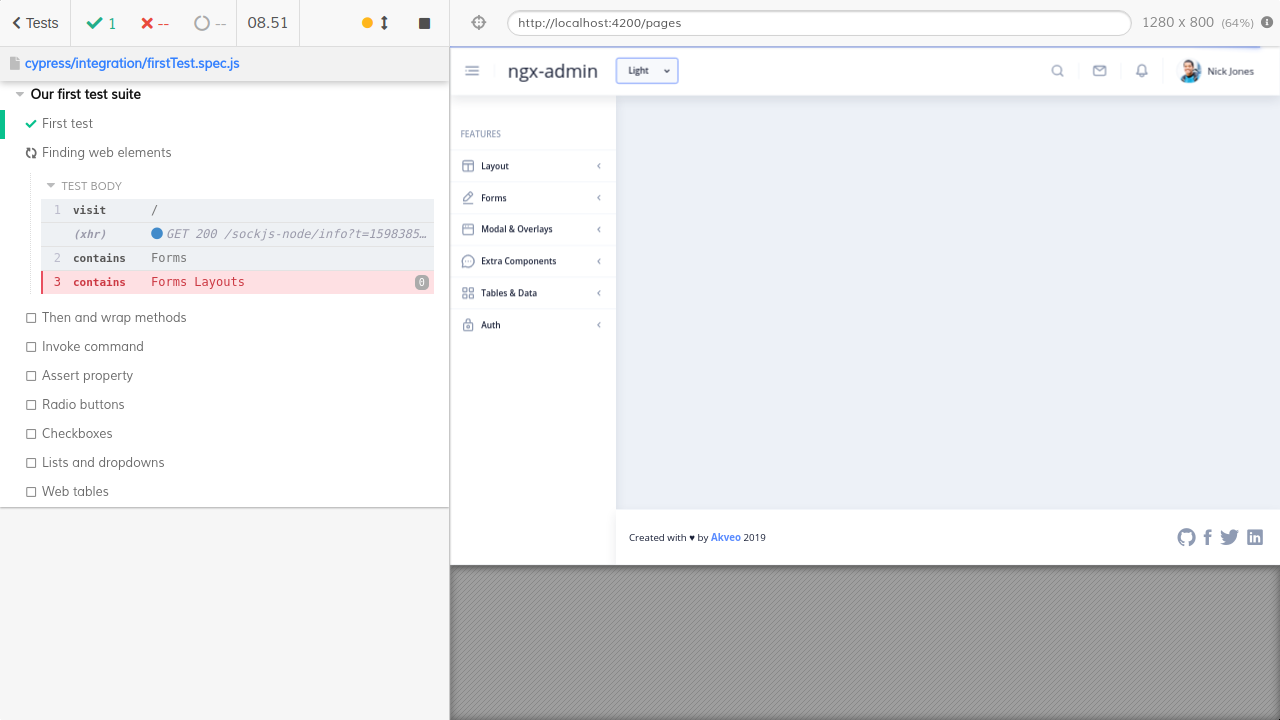 Tests
1
--
--
08.51
http://localhost:4200/pages
1280 x 800 (64%)
cypress/integration/firstTest.spec.js
Our first test suite
First test
Finding web elements
TEST BODY
1 visit /
(xhr) GET 200 /sockjs-node/info?t=1598385…
2 contains Forms
3 contains Forms Layouts 0
Then and wrap methods
Invoke command
Assert property
Radio buttons
Checkboxes
Lists and dropdowns
Web tables
ngx-admin
Light
Nick Jones
FEATURES
Layout
Forms
Modal & Overlays
Extra Components
Tables & Data
Auth
Created with ♥ by Akveo 2019